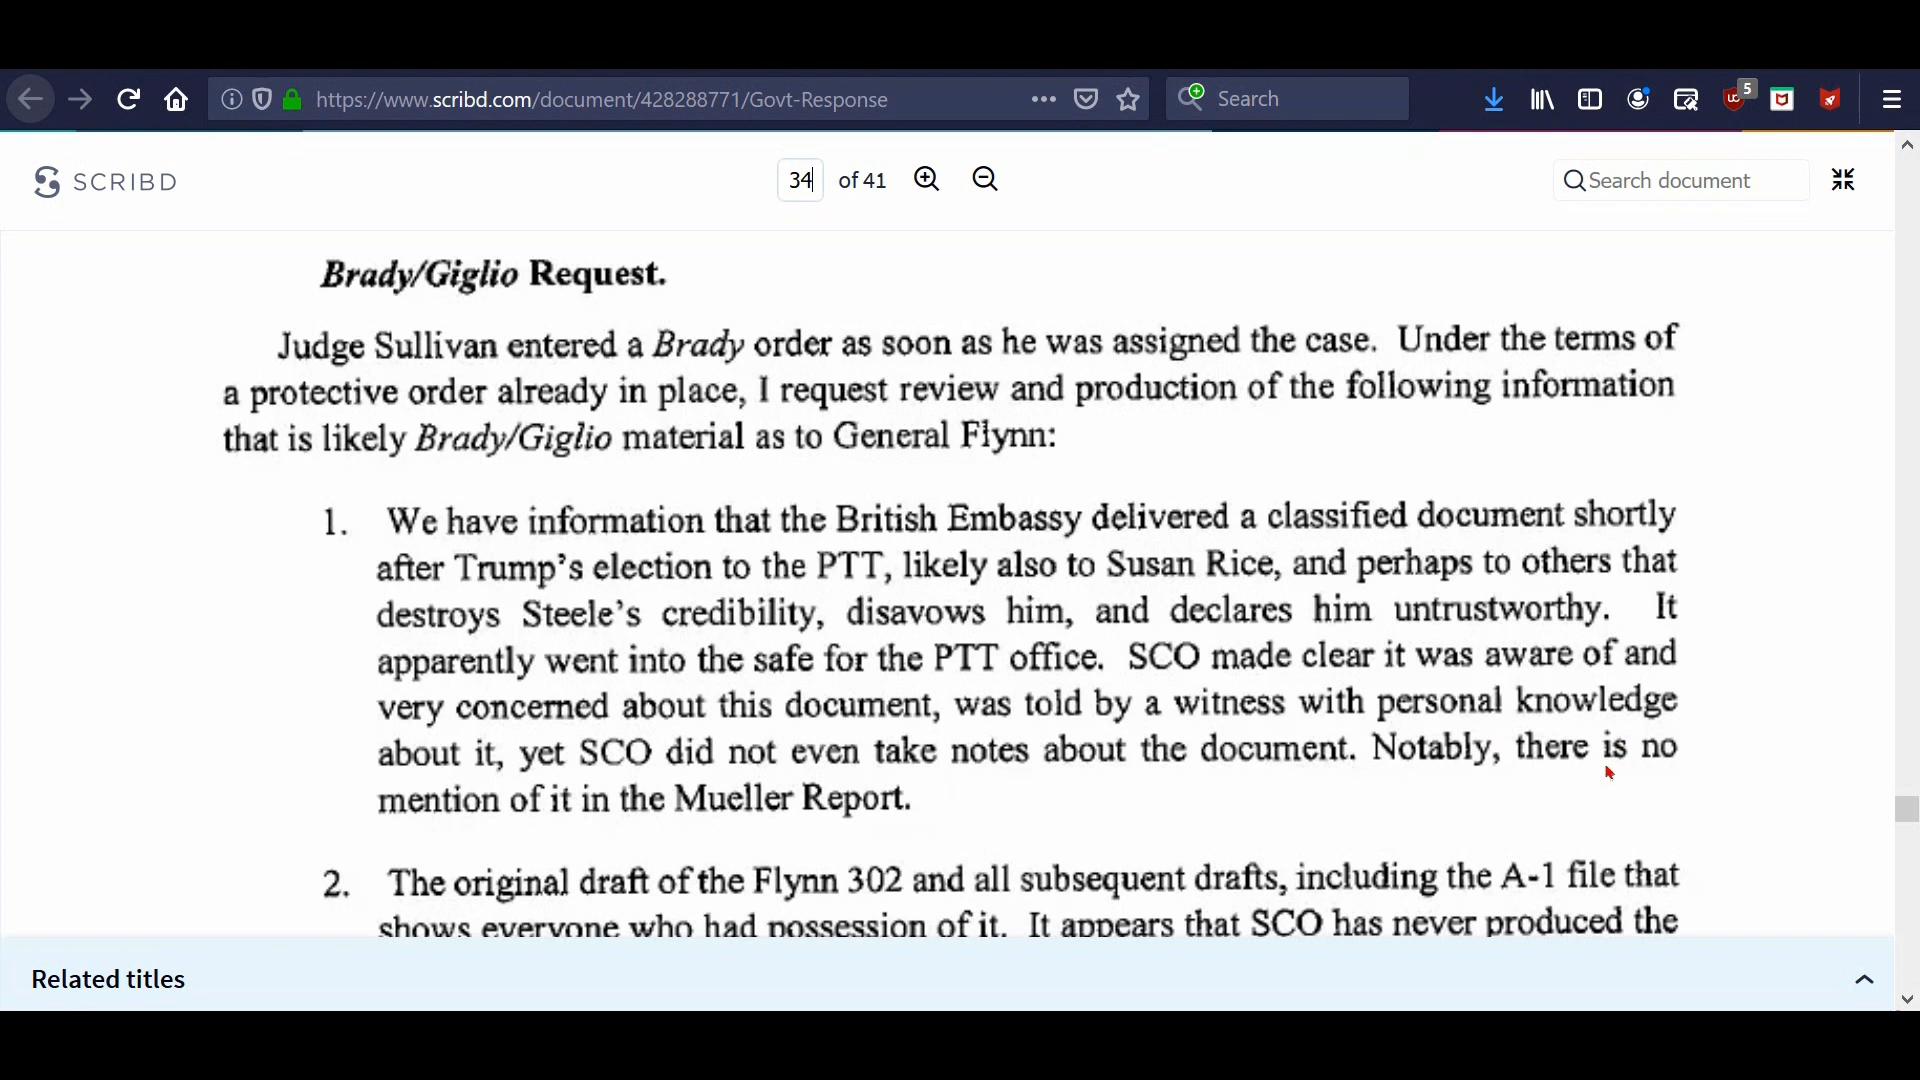 https://www.scribd.com/document/428288771/Govt-Response
Search
5
SCRIBD
34 of 41
Search document
Brady/Giglio Request.
Judge Sullivan entered a Brady order as soon as he was assigned the case. Under the terms of
a protective order already in place, I request review and production of the following information
that is likely Brady/Giglio material as to General Flynn:
1. We have information that the British Embassy delivered a classified document shortly
after Trump's election to the PTT, likely also to Susan Rice, and perhaps to others that
destroys Steele's credibility, disavows him, and declares him untrustworthy. It
apparently went into the safe for the PTT office. SCO made clear it was aware of and
very concerned about this document, was told by a witness with personal knowledge
about it, yet SCO did not even take notes about the document. Notably, there is no
mention of it in the Mueller Report.
2. The original draft of the Flynn 302 and all subsequent drafts, including the A-1 file that
shows everyone who had possession of it. It appears that SCO has never produced the
Related titles